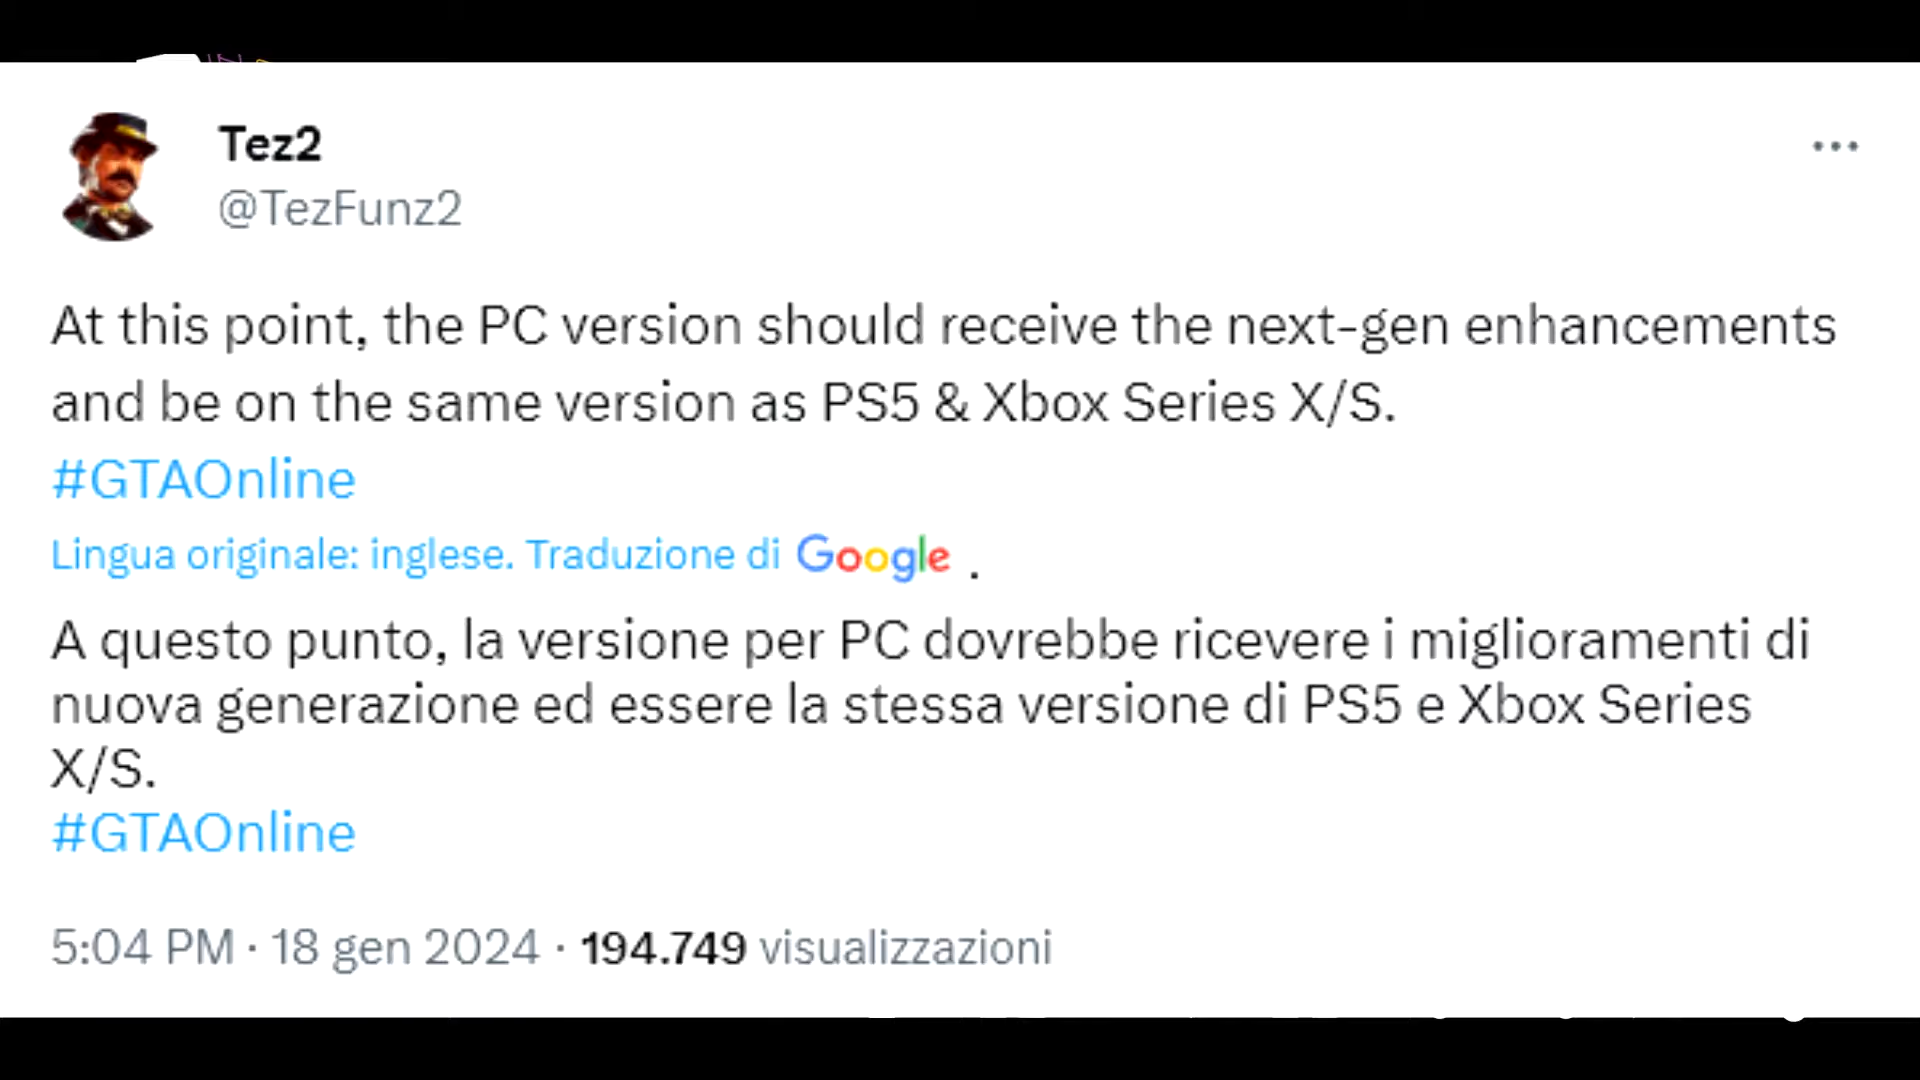 Tez2
@TezFunz2
At this point, the PC version should receive the next-gen enhancements
and be on the same version as PS5 & Xbox Series X/S.
#GTAOnline
Lingua originale: inglese. Traduzione di Google .
A questo punto, la versione per PC dovrebbe ricevere i miglioramenti di
nuova generazione ed essere la stessa versione di PS5 e Xbox Series
X/S.
#GTAOnline
5:04 PM · 18 gen 2024 · 194.749 visualizzazioni